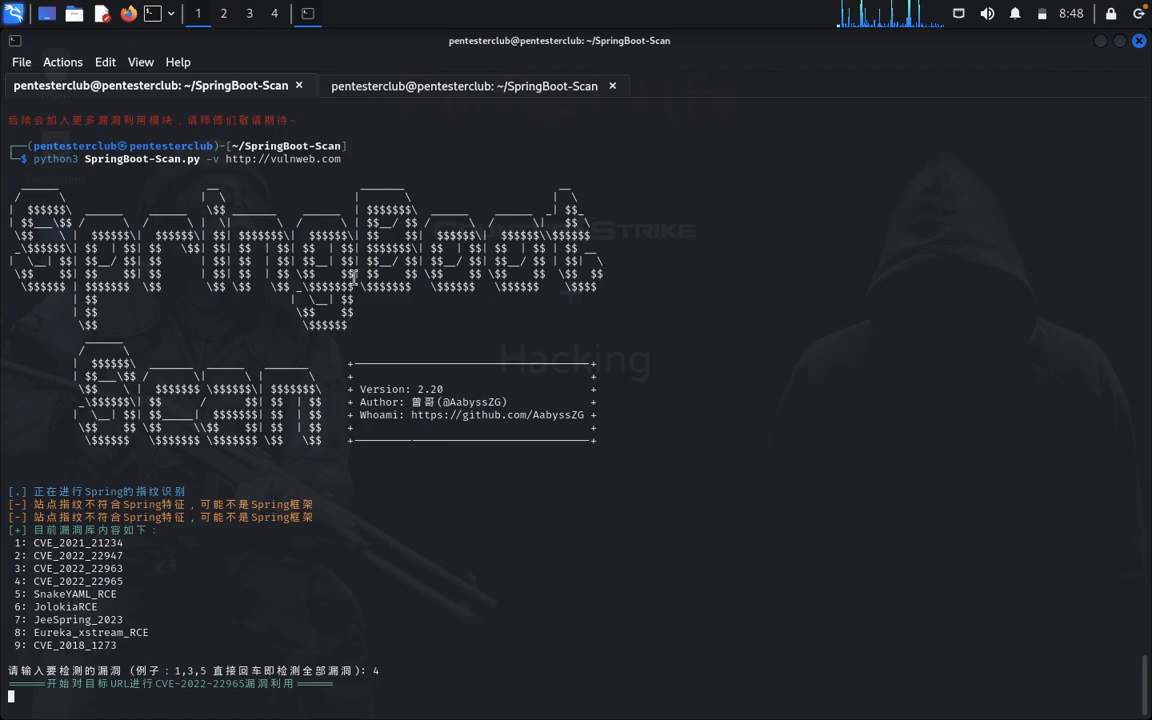 1 2 3 4
8:48
pentesterclub@pentesterclub: ~/SpringBoot-Scan
File Actions Edit View Help
pentesterclub@pentesterclub: ~/SpringBoot-Scan × pentesterclub@pentesterclub: ~/SpringBoot-Scan ×
后续会加入更多漏洞利用模块，请师傅们敬请期待~
┌──(pentesterclub㉿pentesterclub)-[~/SpringBoot-Scan]
└─$ python3 SpringBoot-Scan.py -v http://vulnweb.com
SpringBoot
Scan
Hacking
+ Version: 2.20
+ Author: 曾哥(@AabyssZG) +
+ Whoami: https://github.com/AabyssZG +
[.] 正在进行Spring的指纹识别
[-] 站点指纹不符合Spring特征，可能不是Spring框架
[-] 站点指纹不符合Spring特征，可能不是Spring框架
[+] 目前漏洞库内容如下：
1: CVE_2021_21234
2: CVE_2022_22947
3: CVE_2022_22963
4: CVE_2022_22965
5: SnakeYAML_RCE
6: JolokiaRCE
7: JeeSpring_2023
8: Eureka_xstream_RCE
9: CVE_2018_1273
请输入要检测的漏洞 (例子：1,3,5 直接回车即检测全部漏洞): 4
======开始对目标URL进行CVE-2022-22965漏洞利用======